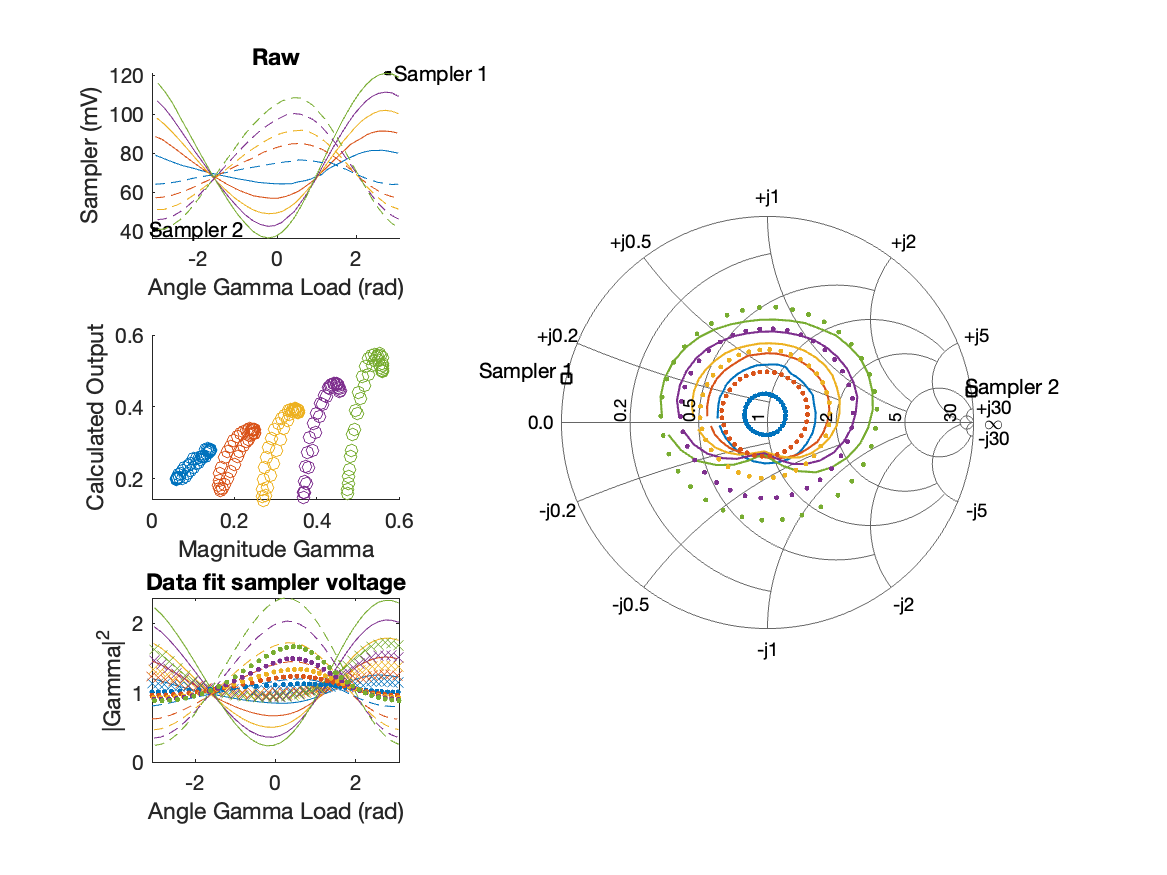 Raw
120
100
80
60
40
Sampler (mV)
Sampler 1
Sampler 2
-2
0
2
Angle Gamma Load (rad)
0.6
0.4
0.2
Calculated Output
0
0.2
0.4
0.6
Magnitude Gamma
Data fit sampler voltage
2
1
0
|Gamma|2
-2
0
2
Angle Gamma Load (rad)
+j1
+j0.5
+j2
+j0.2
+j5
Sampler 1
Sampler 2
+j30
0.0
0.2
0.5
1
2
5
30
∞
-j30
-j0.2
-j5
-j0.5
-j2
-j1